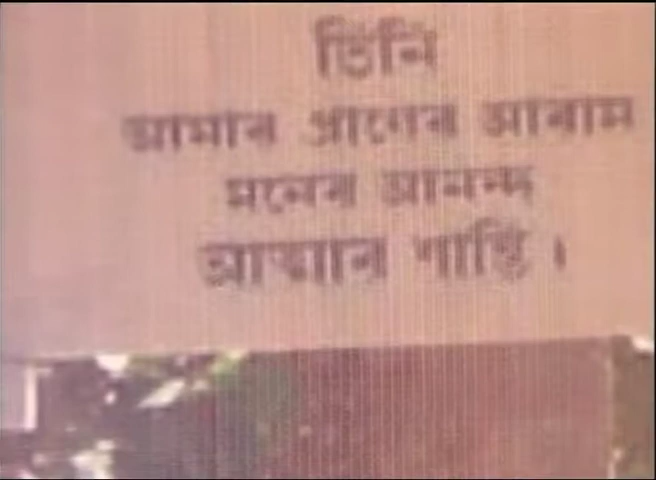 তিনি
আমার প্রাণের আরাম
মনের আনন্দ
আত্মার শান্তি।